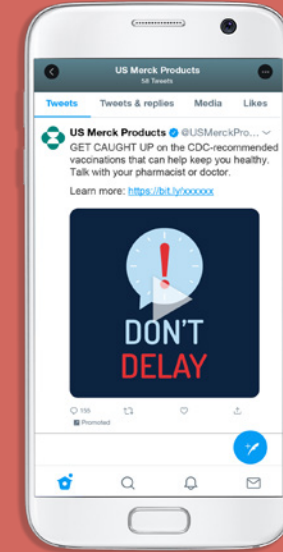 US Merck Products
58 Tweets
Tweets Tweets & replies Media Likes
US Merck Products @USMerckPro...
GET CAUGHT UP on the CDC-recommended
vaccinations that can help keep you healthy.
Talk with your pharmacist or doctor.
Learn more: https://bit.ly/xxxxxx
DON'T
DELAY
155
Promoted